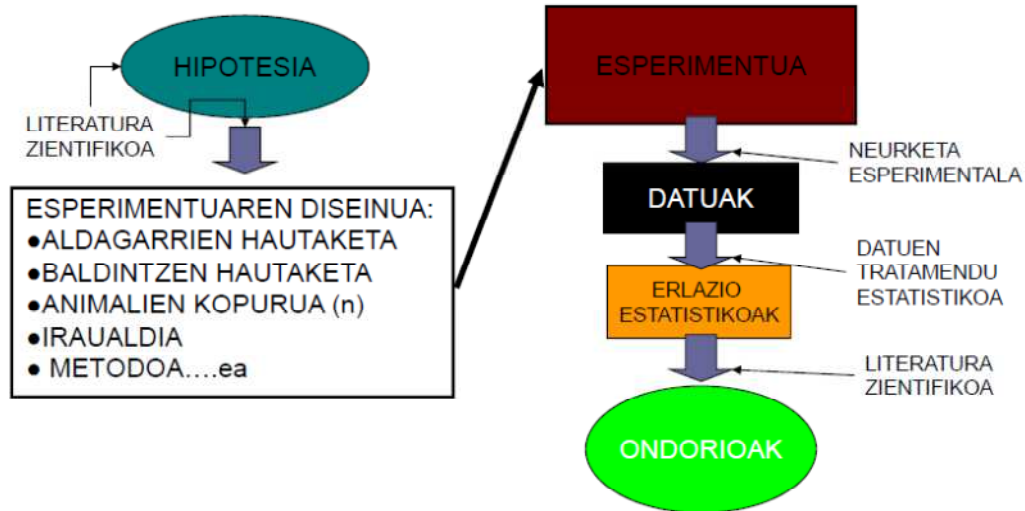 HIPOTESIA
LITERATURA
ZIENTIFIKOA
ESPERIMENTUAREN DISEINUA:
●ALDAGARRIEN HAUTAKETA
●BALDINTZEN HAUTAKETA
●ANIMALIEN KOPURUA (n)
●IRAUALDIA
● METODOA....ea
ESPERIMENTUA
NEURKETA
ESPERIMENTALA
DATUAK
DATUEN
TRATAMENDU
ESTATISTIKOA
ERLAZIO
ESTATISTIKOAK
LITERATURA
ZIENTIFIKOA
ONDORIOAK